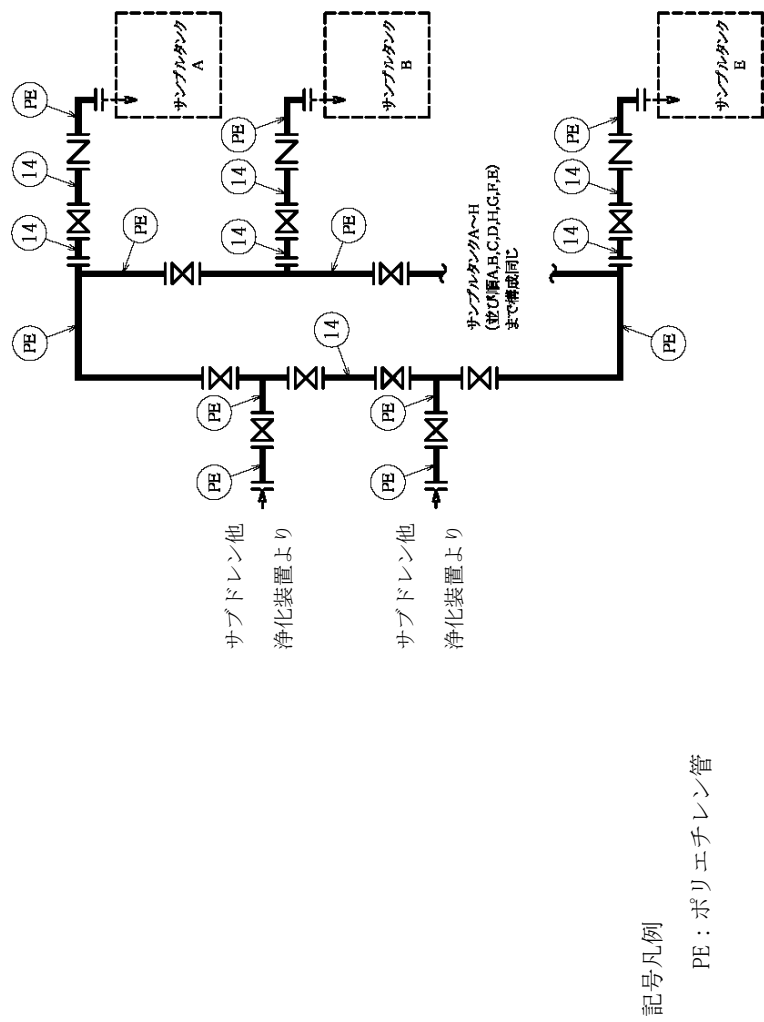 PE
14
14
PE
PE
サンプルタンク
A
PE
PE
サブドレン他
浄化装置より
14
14
PE
14
PE
サンプルタンク
B
PE
PE
サブドレン他
浄化装置より
サンプルタンクA～H
(並び順A,B,C,D,H,G,F,E)
まで構成同じ
14
14
PE
PE
サンプルタンク
E
記号凡例
PE：ポリエチレン管